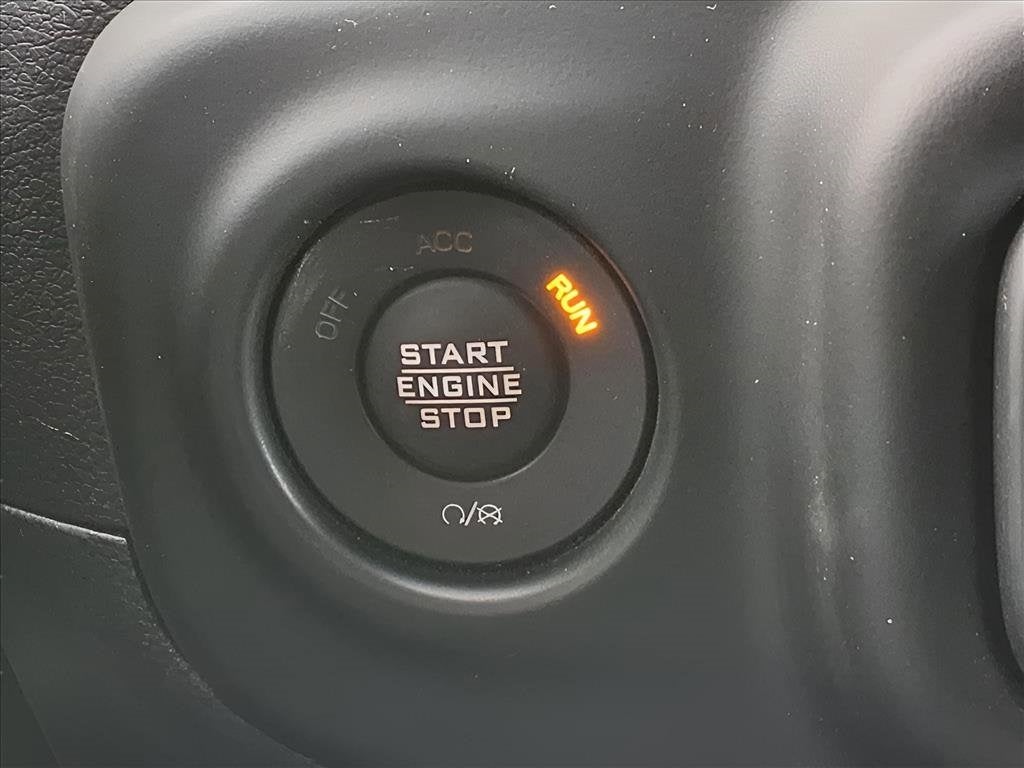 ACC
OFF
RUN
START
ENGINE
STOP